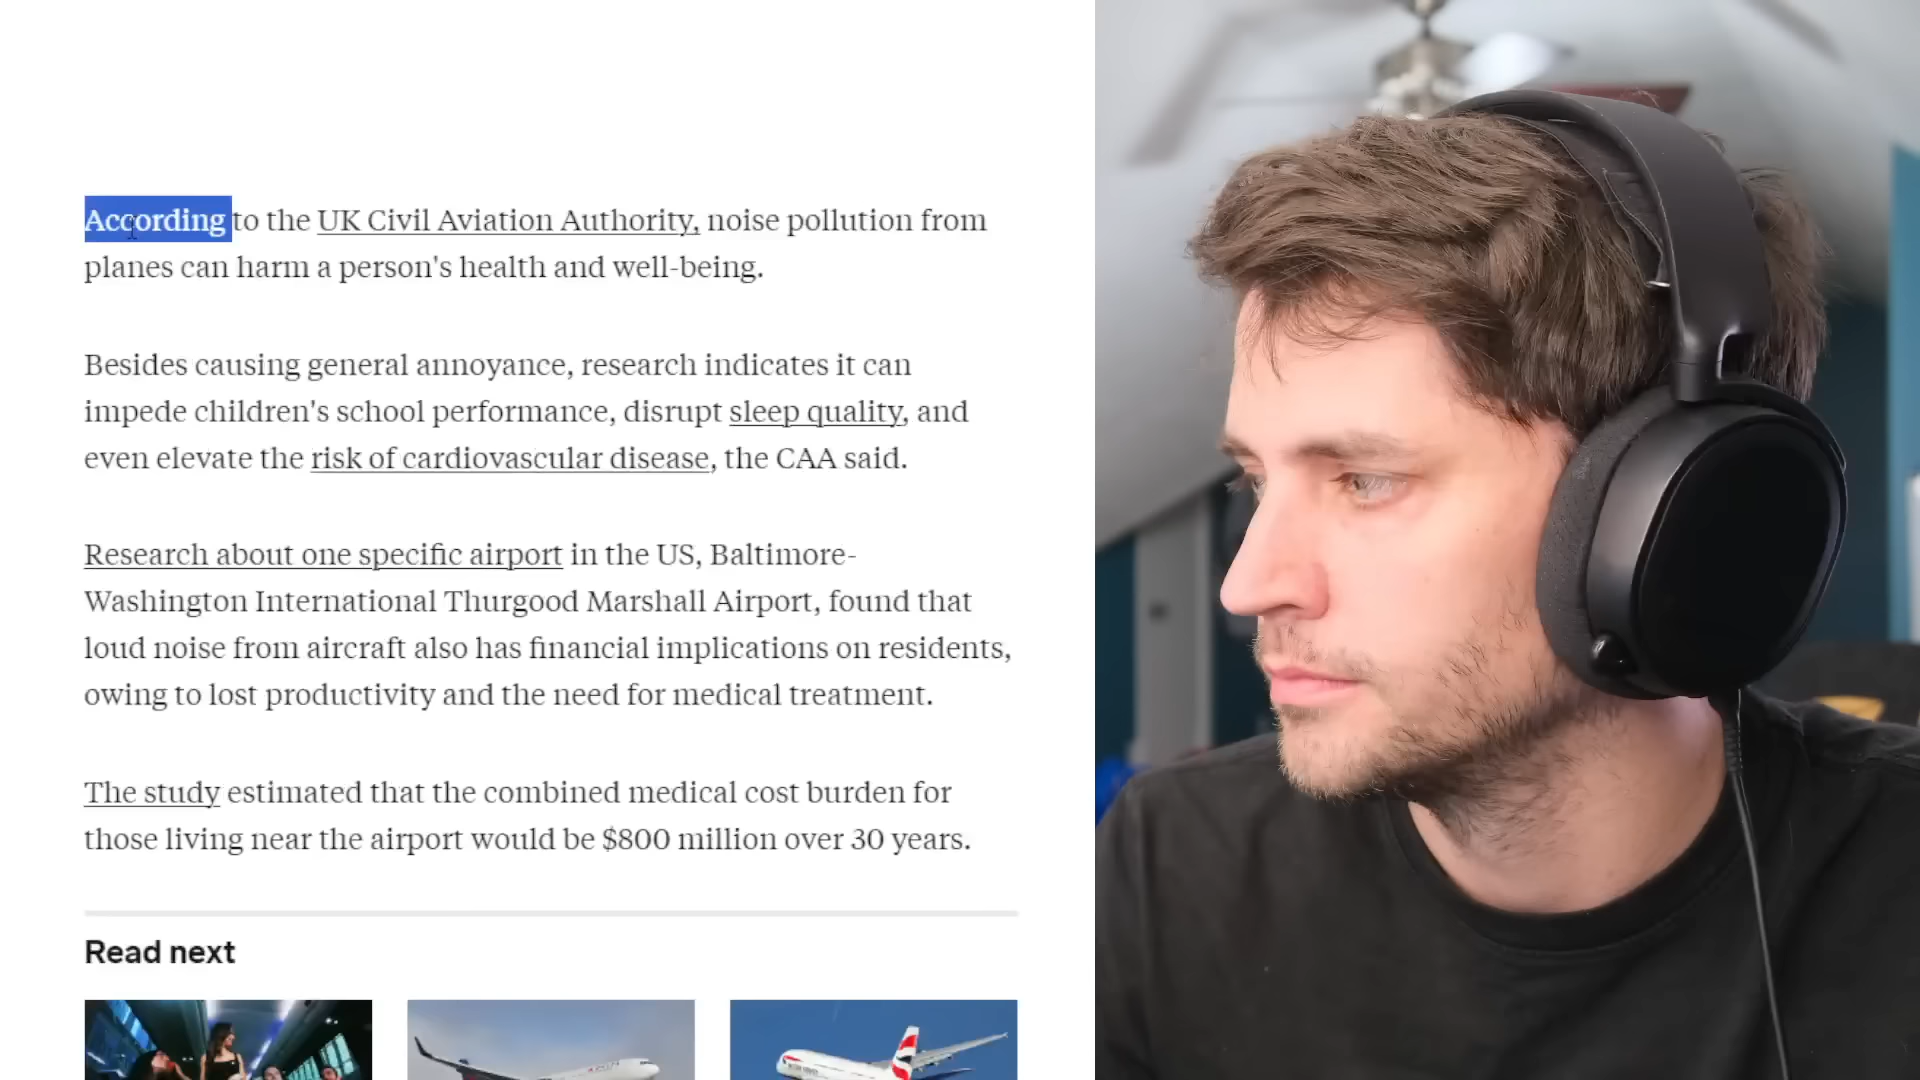 According to the UK Civil Aviation Authority, noise pollution from
planes can harm a person's health and well-being.
Besides causing general annoyance, research indicates it can
impede children's school performance, disrupt sleep quality, and
even elevate the risk of cardiovascular disease, the CAA said.
Research about one specific airport in the US, Baltimore-
Washington International Thurgood Marshall Airport, found that
loud noise from aircraft also has financial implications on residents,
owing to lost productivity and the need for medical treatment.
The study estimated that the combined medical cost burden for
those living near the airport would be $800 million over 30 years.
Read next